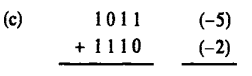 (c) 1011 (-5)
+ 1110 (-2)